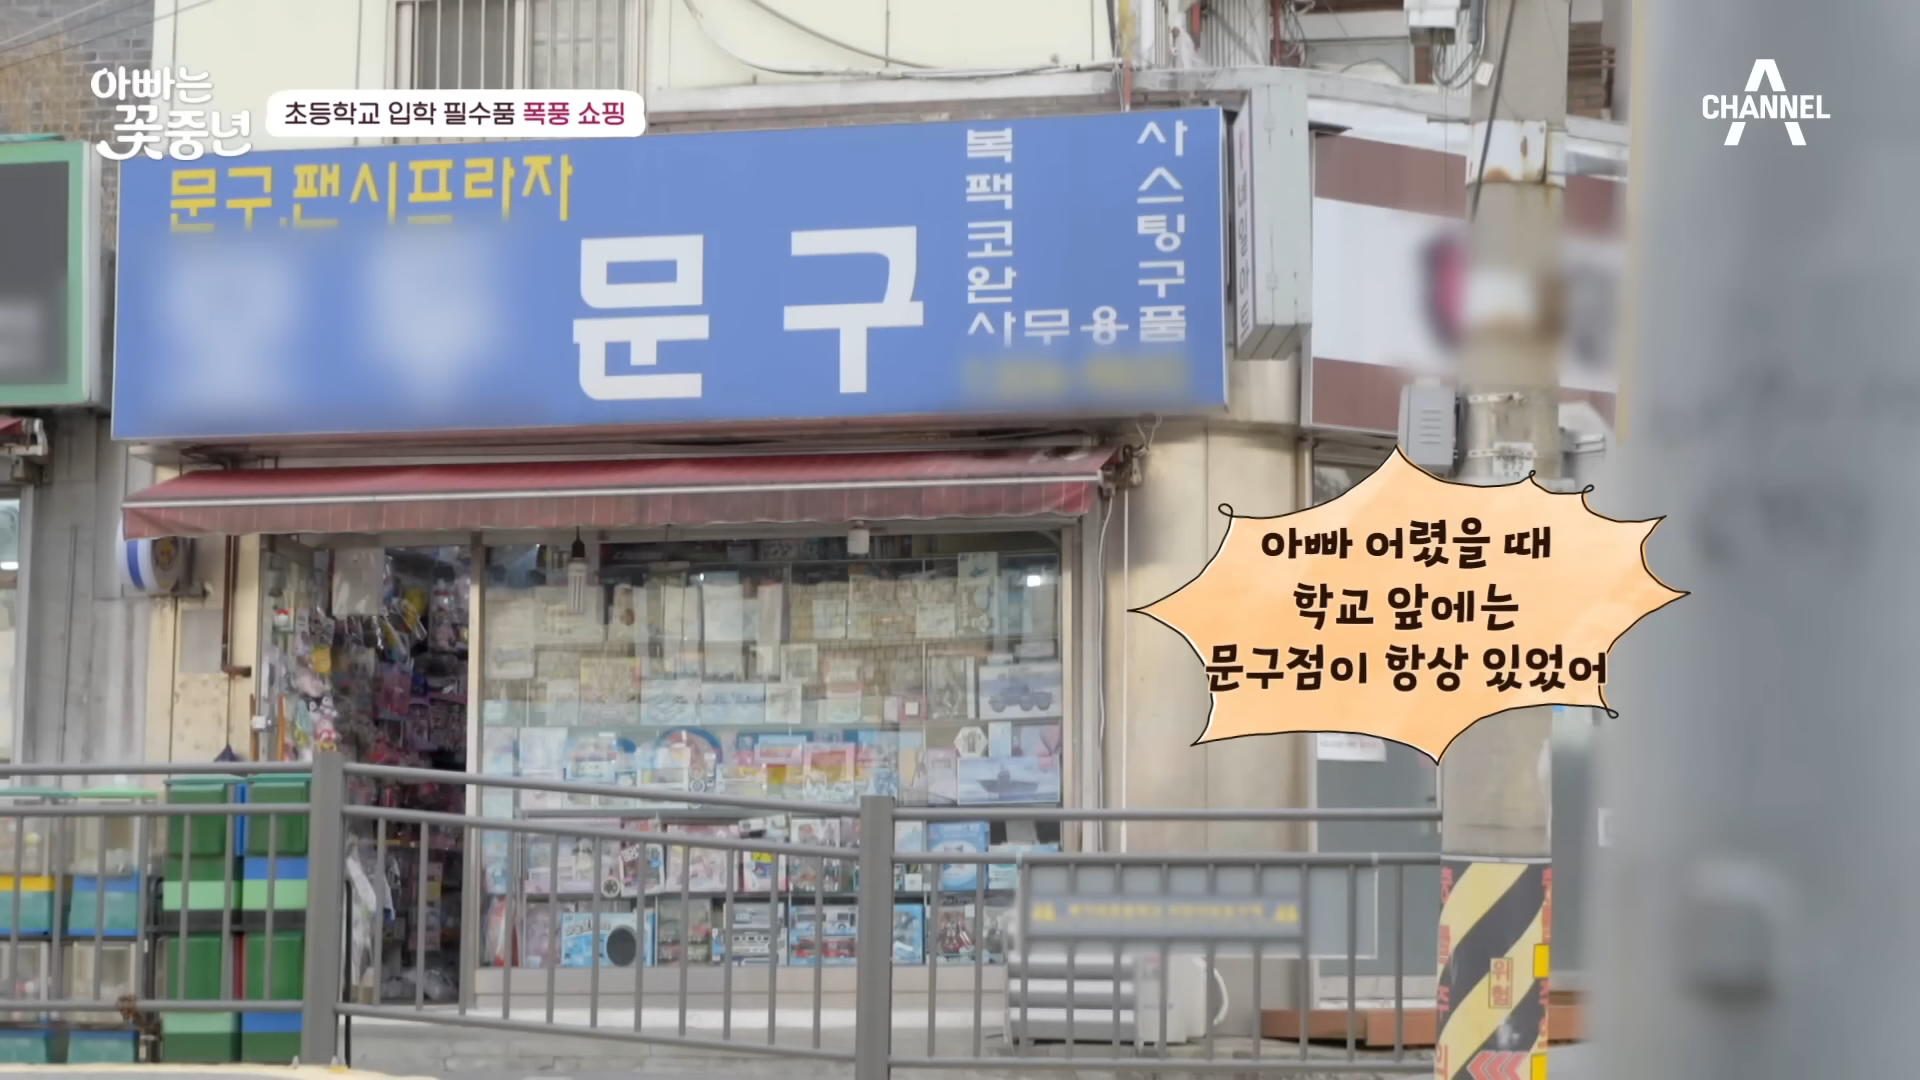 아빠는
꽃중년
초등학교 입학 필수품 폭풍 쇼핑
CHANNEL A
문구.팬시프라자
문구
복팩코완
사스팅구
사무용품
아빠 어렸을 때
학교 앞에는
문구점이 항상 있었어
위험